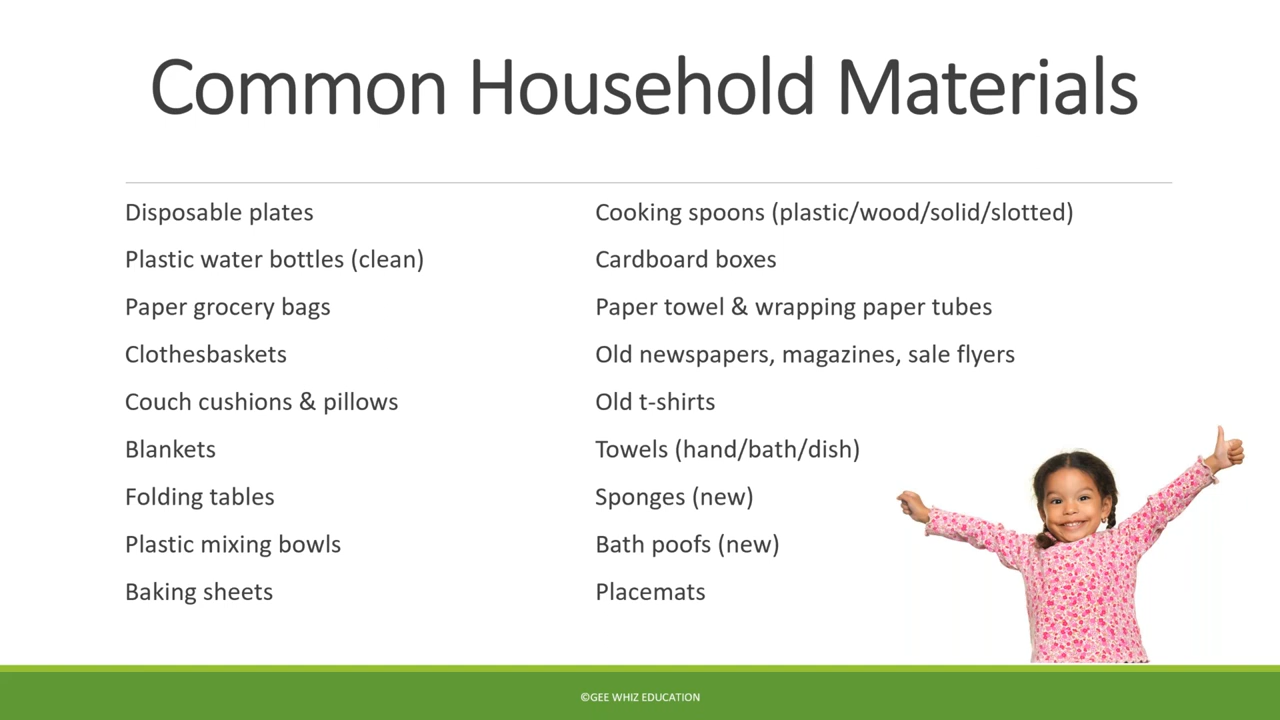 Common Household Materials
Disposable plates
Plastic water bottles (clean)
Paper grocery bags
Clothesbaskets
Couch cushions & pillows
Blankets
Folding tables
Plastic mixing bowls
Baking sheets
Cooking spoons (plastic/wood/solid/slotted)
Cardboard boxes
Paper towel & wrapping paper tubes
Old newspapers, magazines, sale flyers
Old t-shirts
Towels (hand/bath/dish)
Sponges (new)
Bath poofs (new)
Placemats
©GEE WHIZ EDUCATION